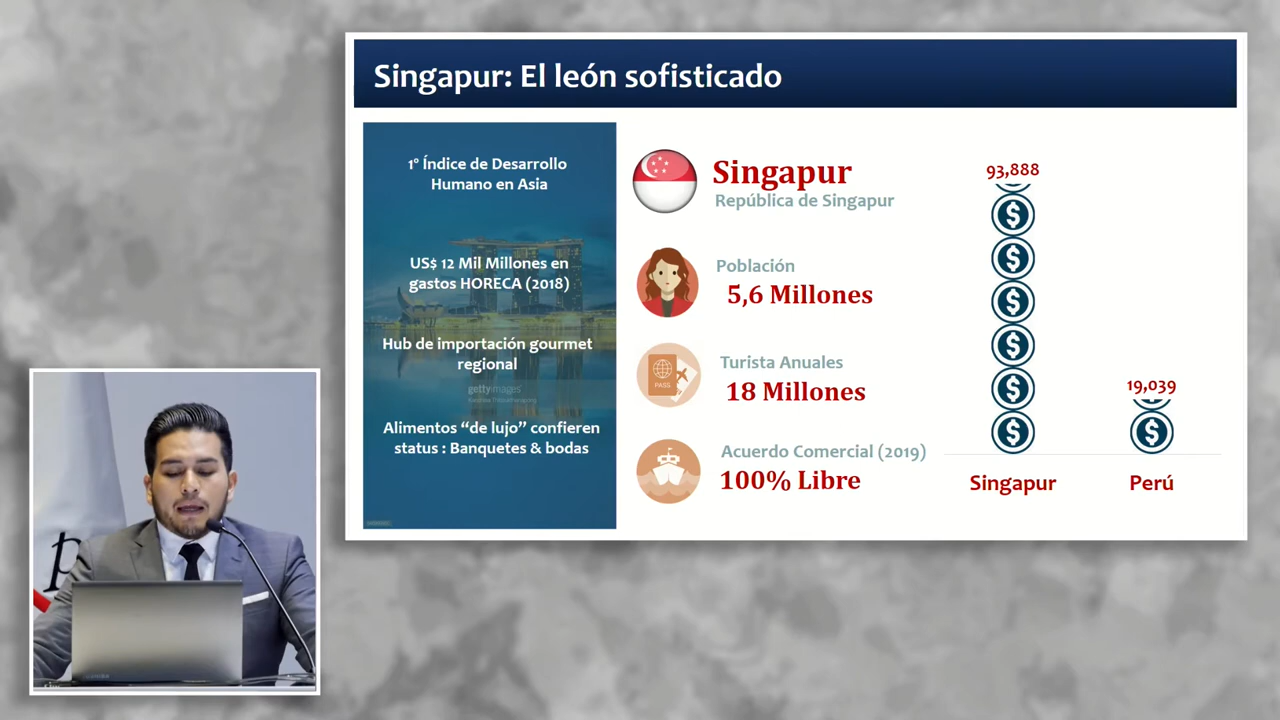 Singapur: El león sofisticado
1° Índice de Desarrollo
Humano en Asia
US$ 12 Mil Millones en
gastos HORECA (2018)
Hub de importación gourmet
regional
gettyimages
Alimentos “de lujo” confieren
status : Banquetes & bodas
Singapur
República de Singapur
Población
5,6 Millones
PASS
Turista Anuales
18 Millones
Acuerdo Comercial (2019)
100% Libre
93,888
19,039
Singapur
Perú
p